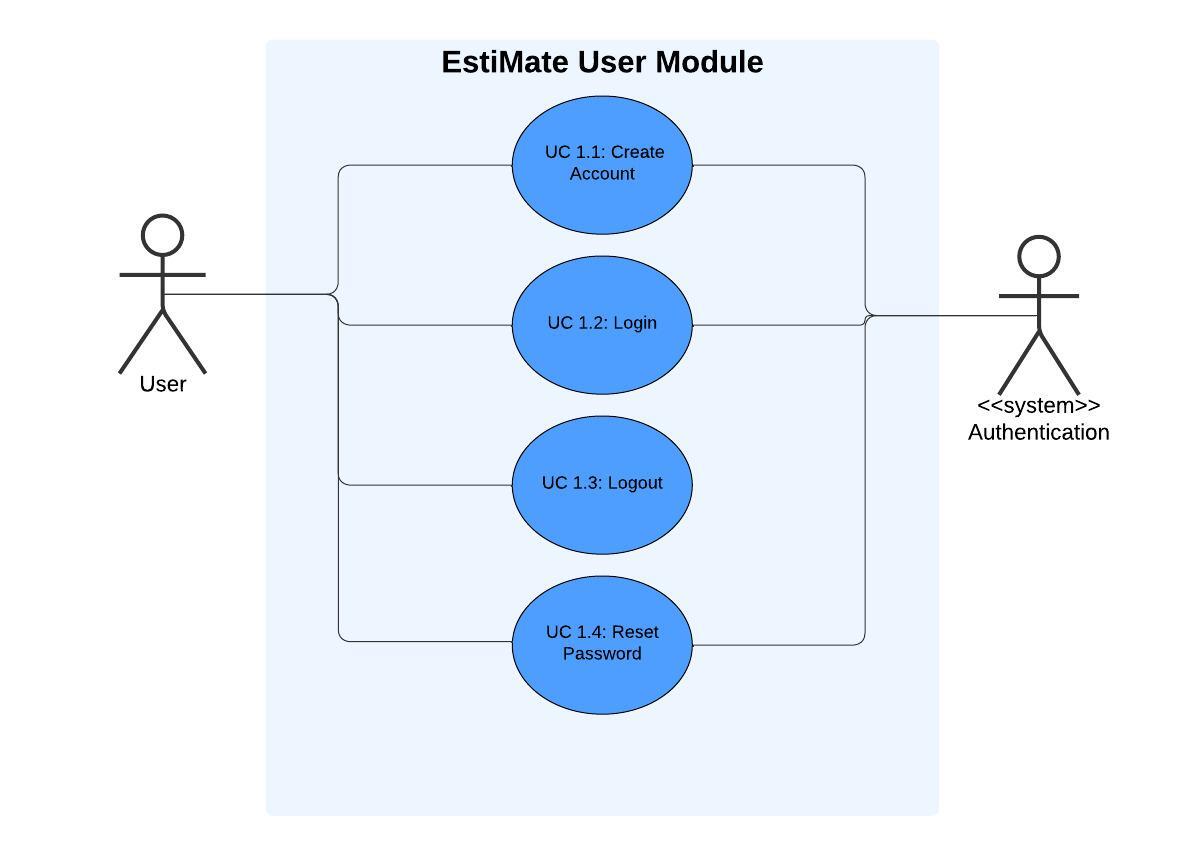 EstiMate User Module
UC 1.1: Create
Account
UC 1.2: Login
User
<<system>>
Authentication
UC 1.3: Logout
UC 1.4: Reset
Password